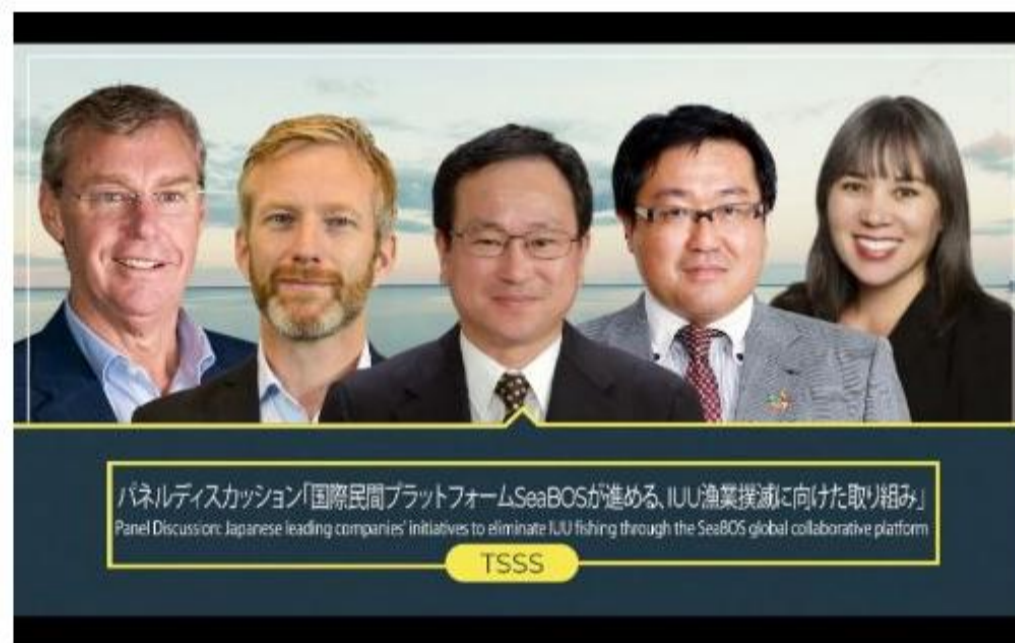 パネルディスカッション「国際民間プラットフォームSeaBOSが進める、IUU漁業撲滅に向けた取り組み」
Panel Discussion: Japanese leading companies' initiatives to eliminate IUU fishing through the SeaBOS global collaborative platform
TSSS